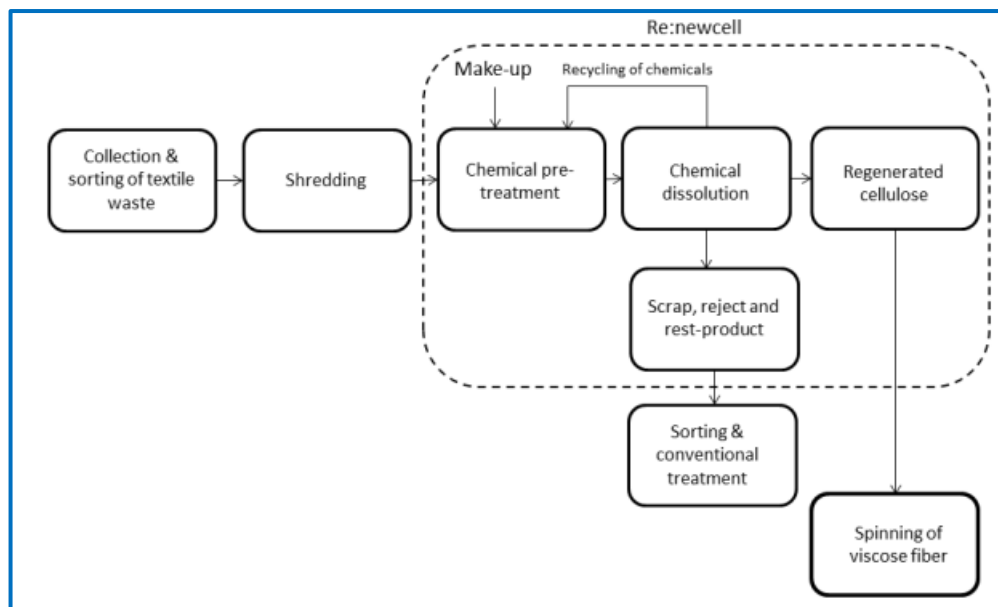 Re:newcell
Make-up
Recycling of chemicals
Collection &
sorting of textile
waste
Shredding
Chemical pre-
treatment
Chemical
dissolution
Regenerated
cellulose
Scrap, reject and
rest-product
Sorting &
conventional
treatment
Spinning of
viscose fiber